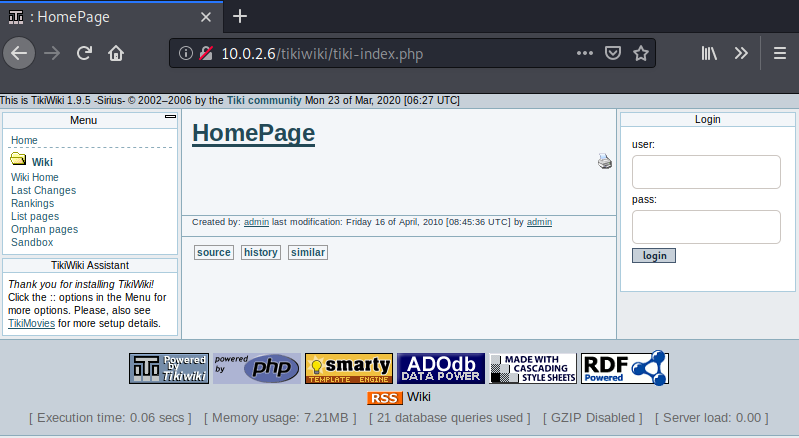 : HomePage
10.0.2.6/tikiwiki/tiki-index.php
This is TikiWiki 1.9.5 -Sirius- © 2002–2006 by the Tiki community Mon 23 of Mar, 2020 [06:27 UTC]
Menu
Home
Wiki
Wiki Home
Last Changes
Rankings
List pages
Orphan pages
Sandbox
TikiWiki Assistant
Thank you for installing TikiWiki!
Click the :: options in the Menu for
more options. Please, also see
TikiMovies for more setup details.
HomePage
Created by: admin last modification: Friday 16 of April, 2010 [08:45:36 UTC] by admin
source history similar
Login
user:
pass:
login
Powered by Tikiwiki
powered by php
smarty TEMPLATE ENGINE
ADOdb DATA POWER
MADE WITH CASCADING STYLE SHEETS
RDF Powered
RSS Wiki
[ Execution time: 0.06 secs ] [ Memory usage: 7.21MB ] [ 21 database queries used ] [ GZIP Disabled ] [ Server load: 0.00 ]